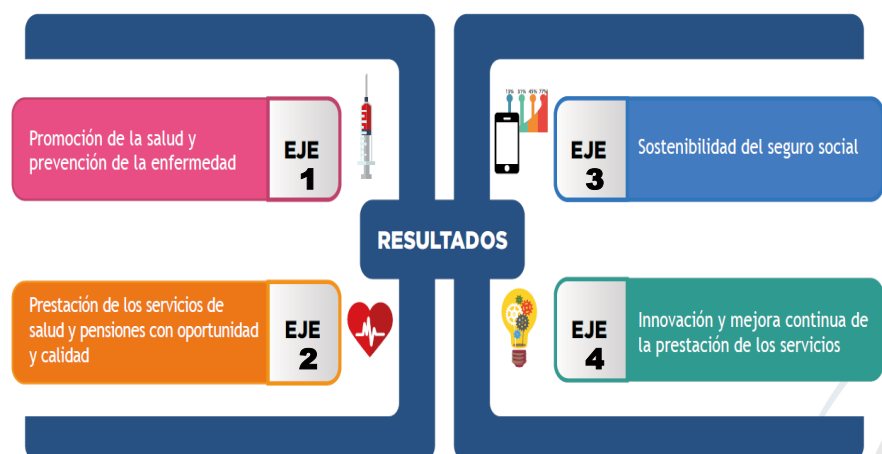 Promoción de la salud y
prevención de la enfermedad
EJE
1
Prestación de los servicios de
salud y pensiones con oportunidad
y calidad
EJE
2
RESULTADOS
EJE
3
Sostenibilidad del seguro social
EJE
4
Innovación y mejora continua de
la prestación de los servicios